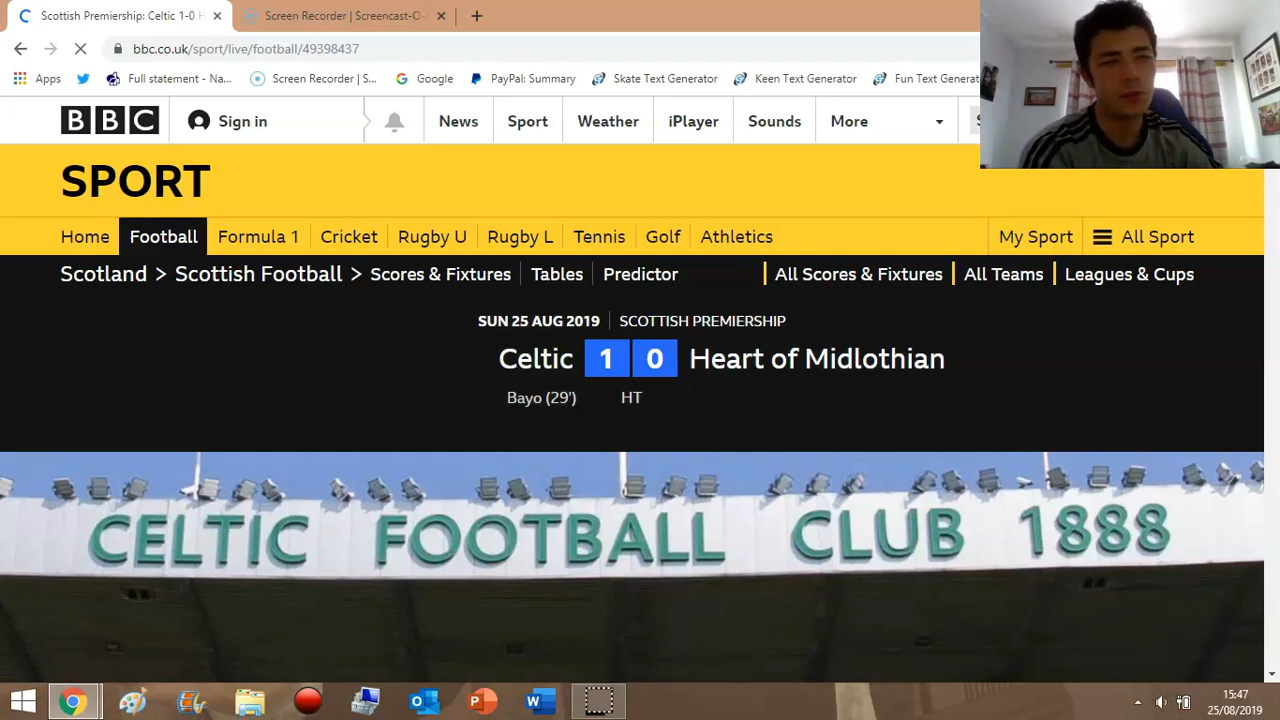 Scottish Premiership: Celtic 1-0 H
Screen Recorder | Screencast-O-
bbc.co.uk/sport/live/football/49398437
Apps Full statement - Na... Screen Recorder | S... Google PayPal: Summary Skate Text Generator Keen Text Generator Fun Text Generat
BBC Sign in News Sport Weather iPlayer Sounds More S
SPORT
Home Football Formula 1 Cricket Rugby U Rugby L Tennis Golf Athletics My Sport All Sport
Scotland > Scottish Football > Scores & Fixtures Tables Predictor All Scores & Fixtures All Teams Leagues & Cups
SUN 25 AUG 2019 SCOTTISH PREMIERSHIP
Celtic 1 0 Heart of Midlothian
Bayo (29') HT
CELTIC FOOTBALL CLUB 1888
15:47
25/08/2019